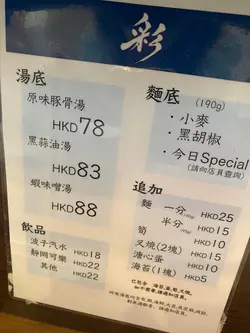 彩
湯底
原味豚骨湯
HKD78
黑蒜油湯
HKD83
蝦味噌湯
HKD88
飲品
波子汽水 HKD18
靜岡可樂 HKD22
其他 HKD22
麵底 (190g)
・小麥
・黑胡椒
・今日Special
(請向店員查詢)
追加
麵 一分 HKD25
半分 HKD15
筍 HKD10
叉燒(2塊) HKD15
溏心蛋 HKD10
海苔(1塊) HKD5